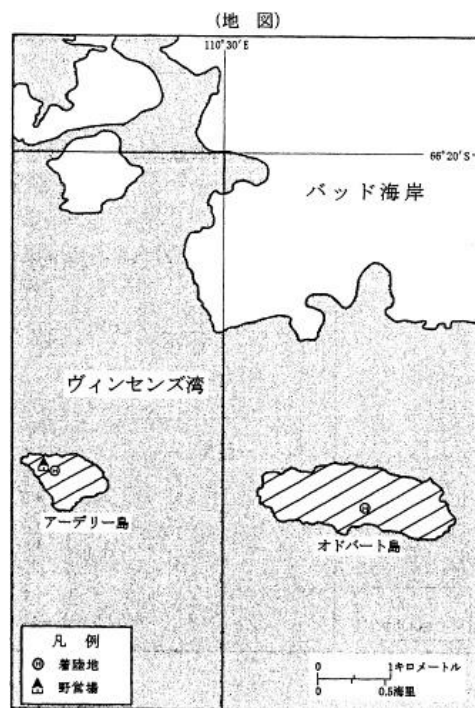 (地 図)
110°30'E
66°20'S
バッド海岸
ヴィンセンズ湾
アーデリー島
オドバート島
凡 例
着陸地
野営場
0 1キロメートル
0 0.5海里